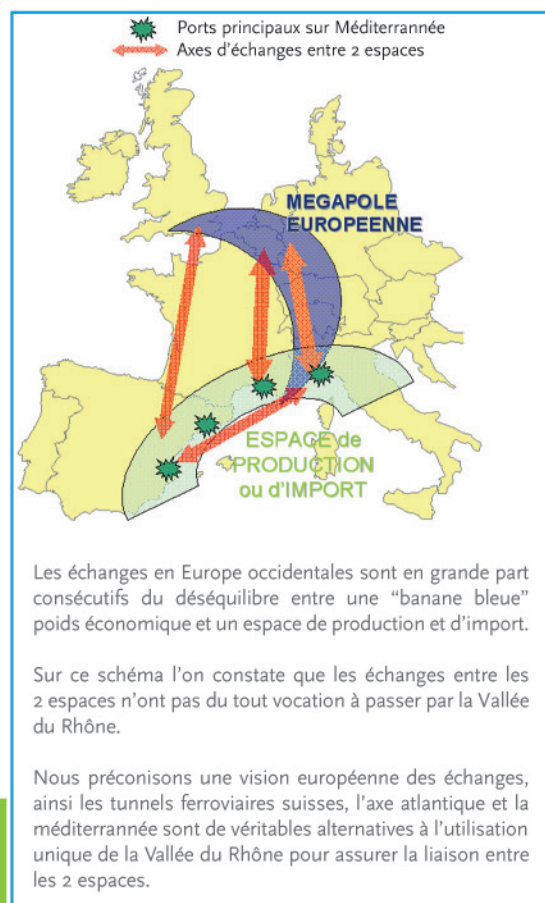 Ports principaux sur Méditerrannée
Axes d'échanges entre 2 espaces
MEGAPOLE
EUROPEENNE
ESPACE de
PRODUCTION
ou d'IMPORT
Les échanges en Europe occidentales sont en grande part
consécutifs du déséquilibre entre une “banane bleue”
poids économique et un espace de production et d'import.
Sur ce schéma l'on constate que les échanges entre les
2 espaces n'ont pas du tout vocation à passer par la Vallée
du Rhône.
Nous préconisons une vision européenne des échanges,
ainsi les tunnels ferroviaires suisses, l'axe atlantique et la
méditerrannée sont de véritables alternatives à l'utilisation
unique de la Vallée du Rhône pour assurer la liaison entre
les 2 espaces.